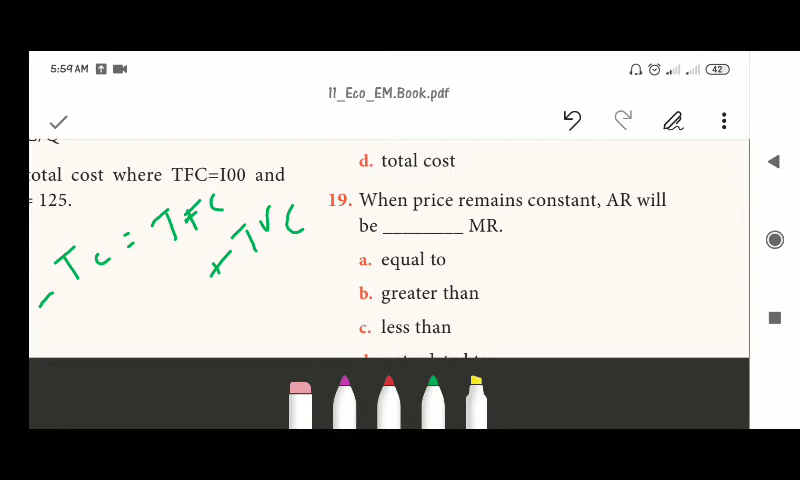 5:59 AM
42
11_Eco_EM.Book.pdf
total cost where TFC=I00 and
= 125.
Tc = TFC
+ TVC
d. total cost
19. When price remains constant, AR will
be ________ MR.
a. equal to
b. greater than
c. less than